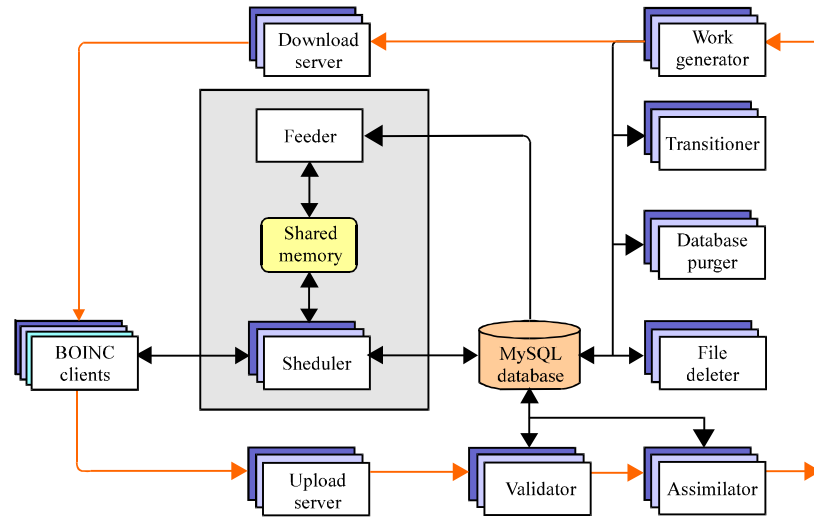 Download
server
Work
generator
Feeder
Transitioner
Shared
memory
Database
purger
BOINC
clients
Sheduler
MySQL
database
File
deleter
Upload
server
Validator
Assimilator